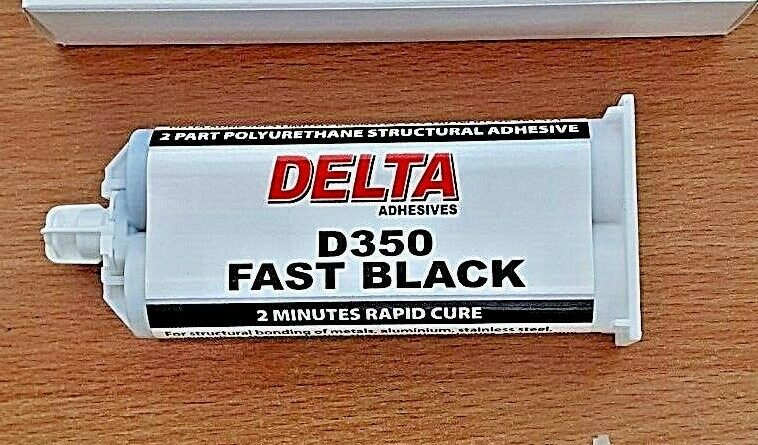 2 PART POLYURETHANE STRUCTURAL ADHESIVE
DELTA
ADHESIVES
D350
FAST BLACK
2 MINUTES RAPID CURE
For structural bonding of metals, aluminium, stainless steel,